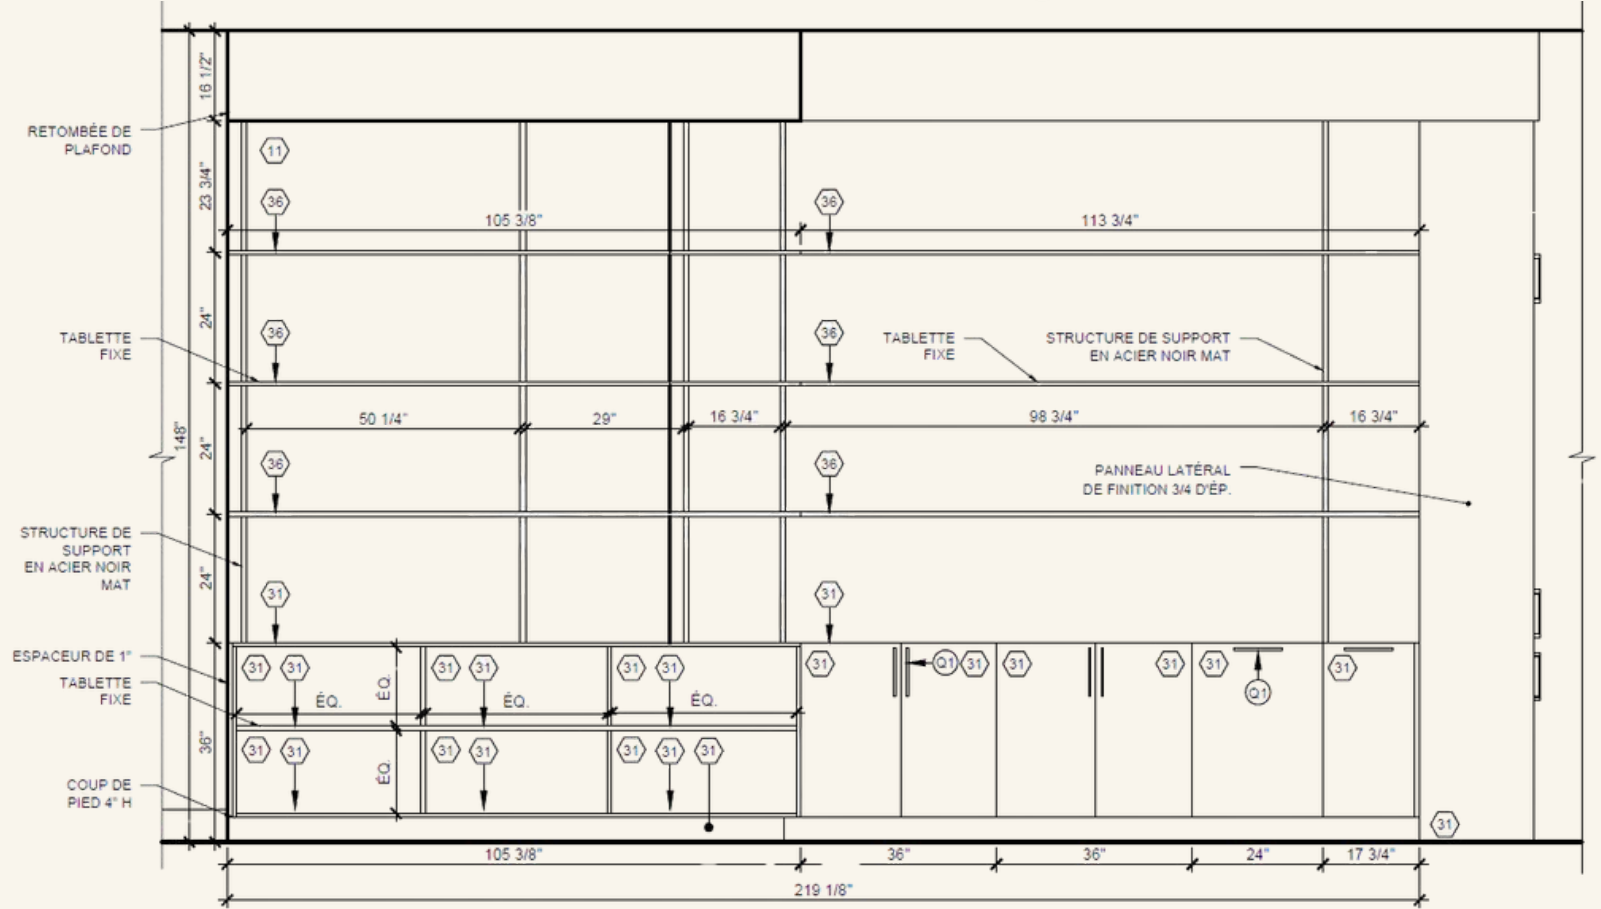 16 1/2"
RETOMBÉE DE
PLAFOND
11
23 3/4"
36
36
105 3/8"
113 3/4"
24"
36
36
TABLETTE
FIXE
TABLETTE
FIXE
STRUCTURE DE SUPPORT
EN ACIER NOIR MAT
50 1/4"
29"
16 3/4"
98 3/4"
16 3/4"
148"
24"
36
36
PANNEAU LATÉRAL
DE FINITION 3/4 D'ÉP.
STRUCTURE DE
SUPPORT
EN ACIER NOIR
MAT
24"
31
31
ESPACEUR DE 1"
TABLETTE
FIXE
31
31
ÉQ.
ÉQ.
31
31
ÉQ.
31
31
ÉQ.
31
Q1
31
31
31
31
Q1
31
36"
31
31
ÉQ.
31
31
31
31
31
COUP DE
PIED 4" H
31
105 3/8"
36"
36"
24"
17 3/4"
219 1/8"